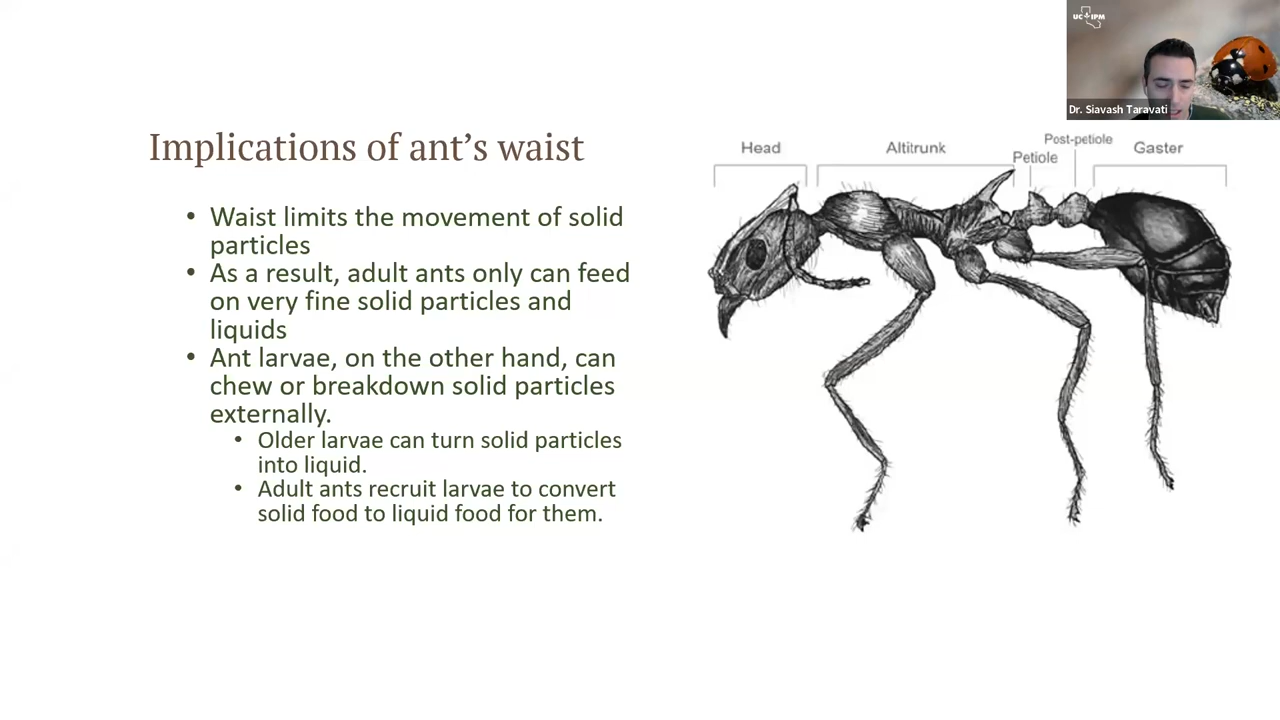 UC IPM
Dr. Siavash Taravati
Implications of ant's waist
• Waist limits the movement of solid
particles
• As a result, adult ants only can feed
on very fine solid particles and
liquids
• Ant larvae, on the other hand, can
chew or breakdown solid particles
externally.
• Older larvae can turn solid particles
into liquid.
• Adult ants recruit larvae to convert
solid food to liquid food for them.
Head
Altitrunk
Petiole
Post-petiole
Gaster